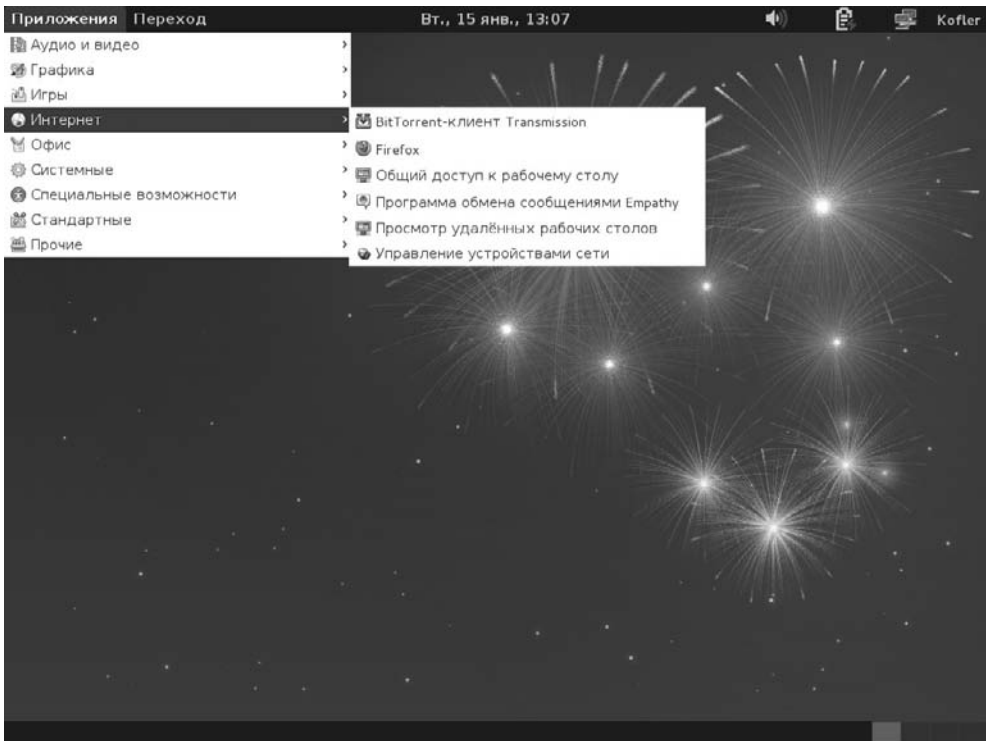 Приложения Переход Вт., 15 янв., 13:07 Kofler
Аудио и видео
Графика
Игры
Интернет
Офис
Системные
Специальные возможности
Стандартные
Прочие
BitTorrent-клиент Transmission
Firefox
Общий доступ к рабочему столу
Программа обмена сообщениями Empathy
Просмотр удалённых рабочих столов
Управление устройствами сети